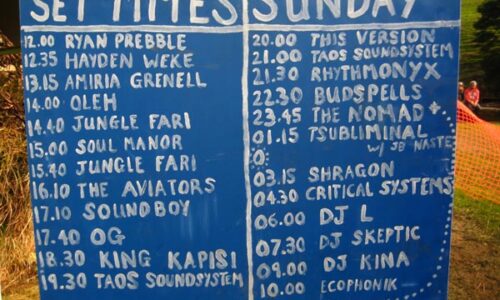 SET TIMES SUNDAY
12.00 RYAN PREBBLE
12.35 HAYDEN WEKE
13.15 AMIRIA GRENELL
14.00 OLEH
14.40 JUNGLE FARI
15.00 SOUL MANOR
15.40 JUNGLE FARI
16.10 THE AVIATORS
17.10 SOUNDBOY
17.40 OG
18.30 KING KAPISI
19.30 TAOS SOUNDSYSTEM
20.00 THIS VERSION
21.00 TAOS SOUNDSYSTEM
21.30 RHYTHMONYX
22.30 BUDSPELLS
23.45 THE NOMAD
01.15 TSUBLIMINAL
W/ JB NASTE
03.15 SHRAGON
04.30 CRITICAL SYSTEMS
06.00 DJ L
07.30 DJ SKEPTIC
09.00 DJ KINA
10.00 ECOPHONIK